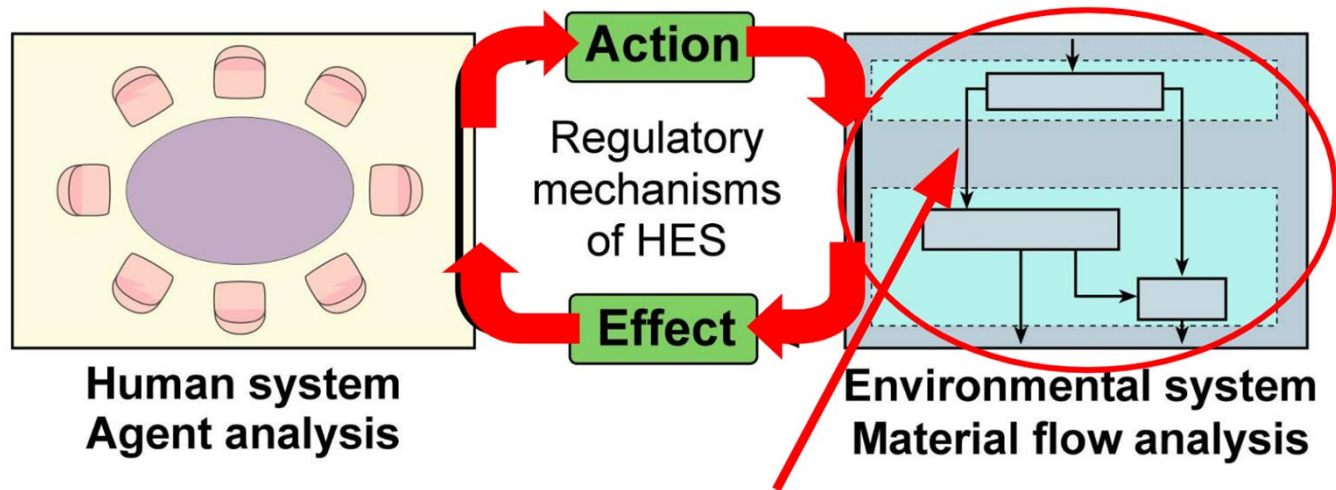 Action
Regulatory
mechanisms
of HES
Effect
Human system
Agent analysis
Environmental system
Material flow analysis